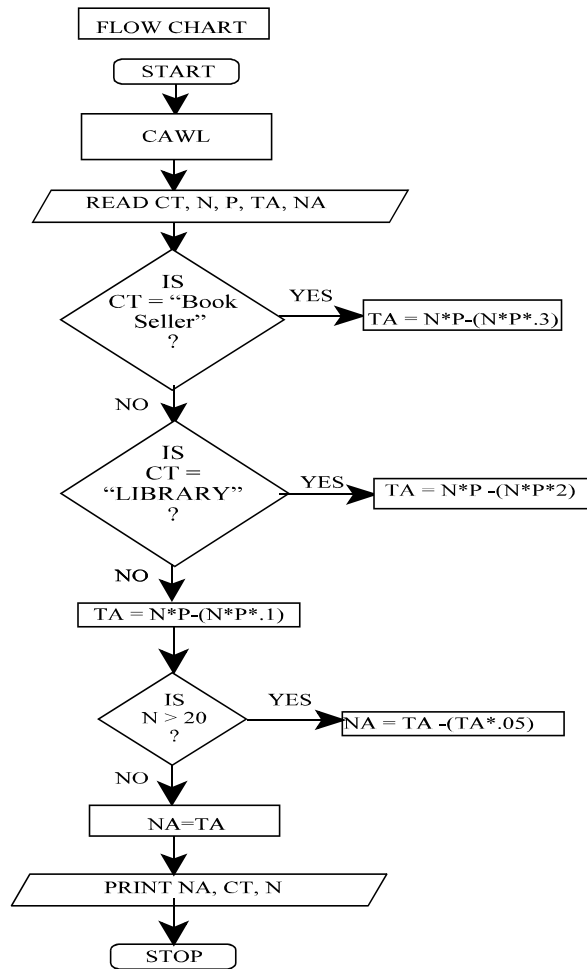 FLOW CHART
START
CAWL
READ CT, N, P, TA, NA
IS
CT = “Book
Seller”
?
YES
TA = N*P-(N*P*.3)
NO
IS
CT =
“LIBRARY”
?
YES
TA = N*P -(N*P*2)
NO
TA = N*P-(N*P*.1)
IS
N > 20
?
YES
NA = TA -(TA*.05)
NO
NA=TA
PRINT NA, CT, N
STOP